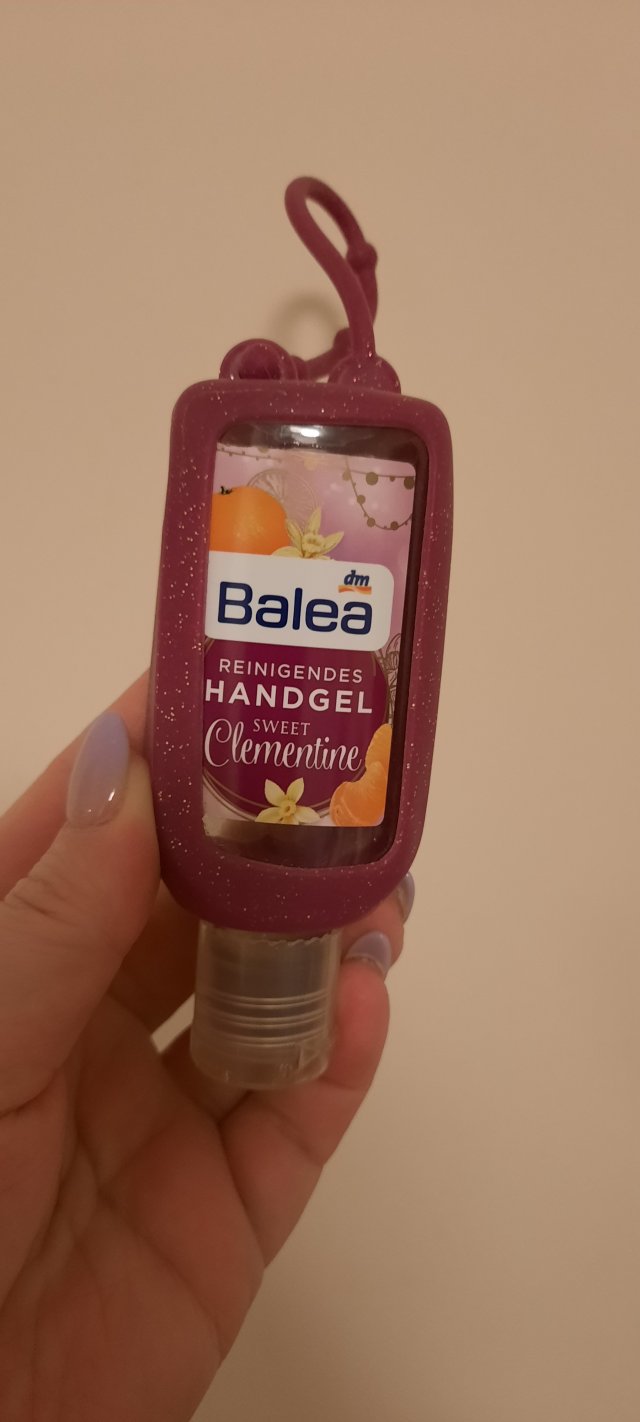 dm
Balea
REINIGENDES
HANDGEL
SWEET
Clementine